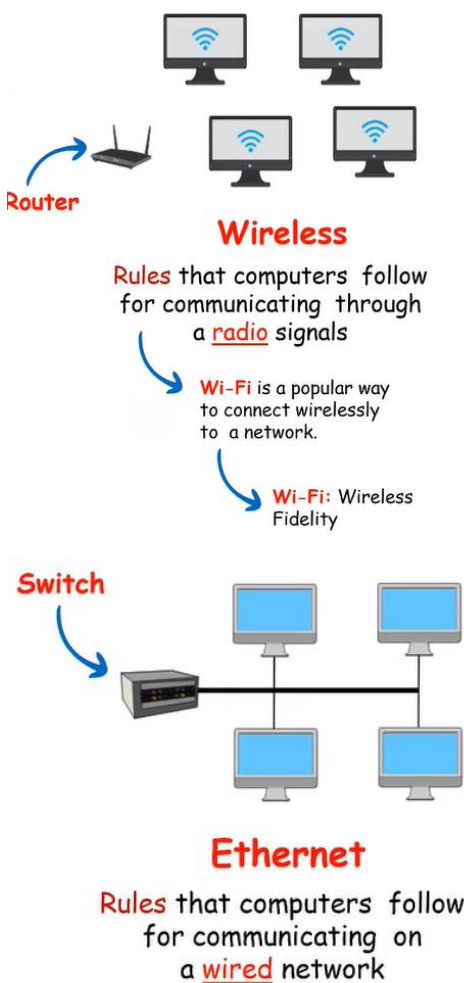 Router
Wireless
Rules that computers follow
for communicating through
a radio signals
Wi-Fi is a popular way
to connect wirelessly
to a network.
Wi-Fi: Wireless
Fidelity
Switch
Ethernet
Rules that computers follow
for communicating on
a wired network